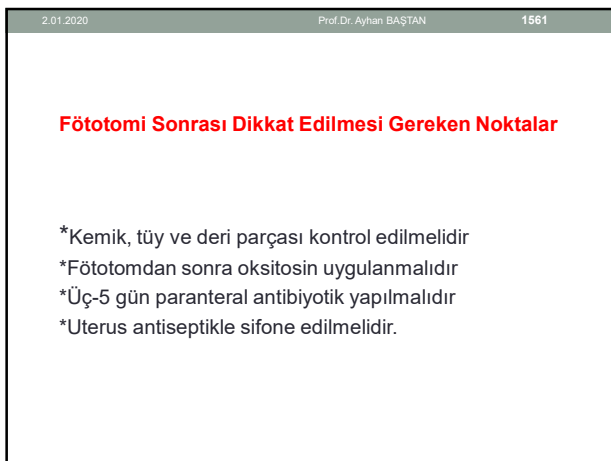 2.01.2020 Prof.Dr. Ayhan BAŞTAN 1561
Fötotomi Sonrası Dikkat Edilmesi Gereken Noktalar
*Kemik, tüy ve deri parçası kontrol edilmelidir
*Fötotomdan sonra oksitosin uygulanmalıdır
*Üç-5 gün paranteral antibiyotik yapılmalıdır
*Uterus antiseptikle sifone edilmelidir.